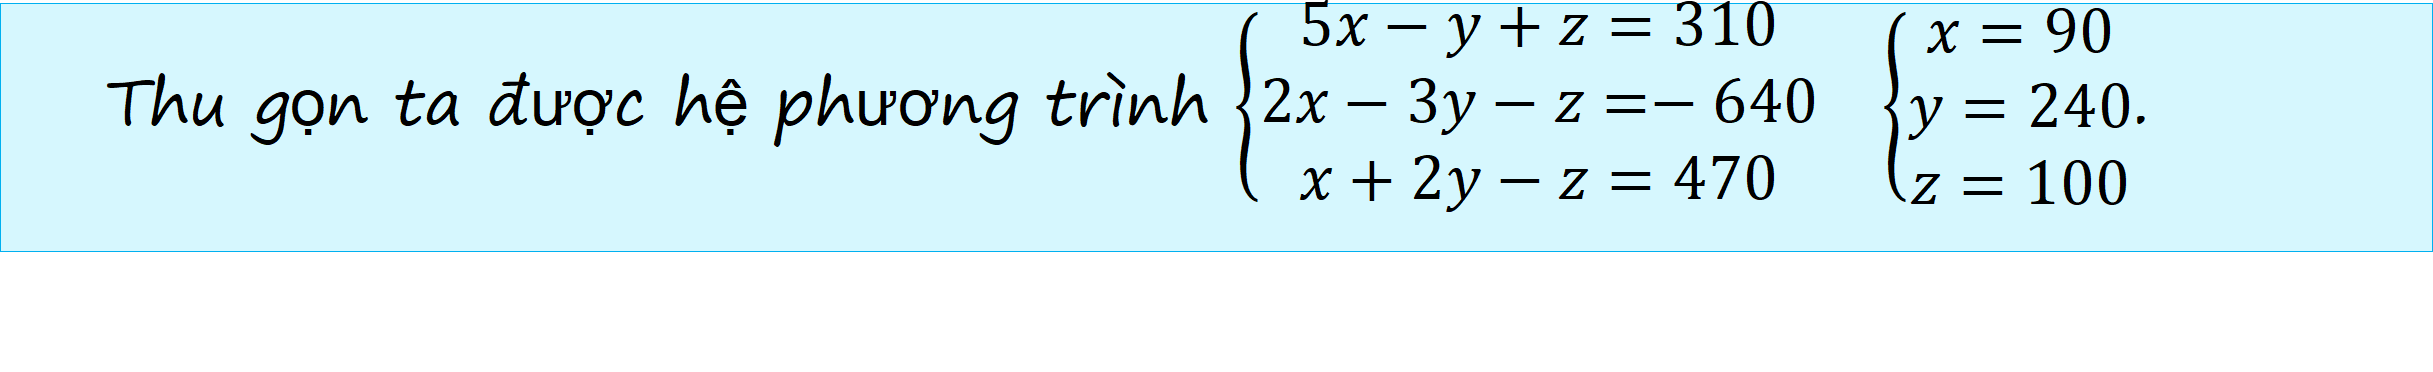 Thu gọn ta được hệ phương trình { 5x − y + z = 310
2x − 3y − z =− 640
x + 2y − z = 470
{ x = 90
y = 240.
z = 100